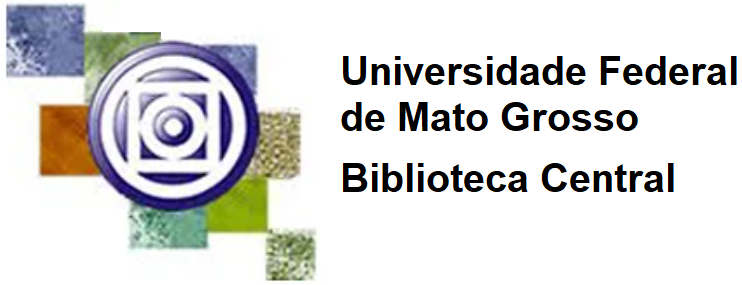 Universidade Federal
de Mato Grosso
Biblioteca Central